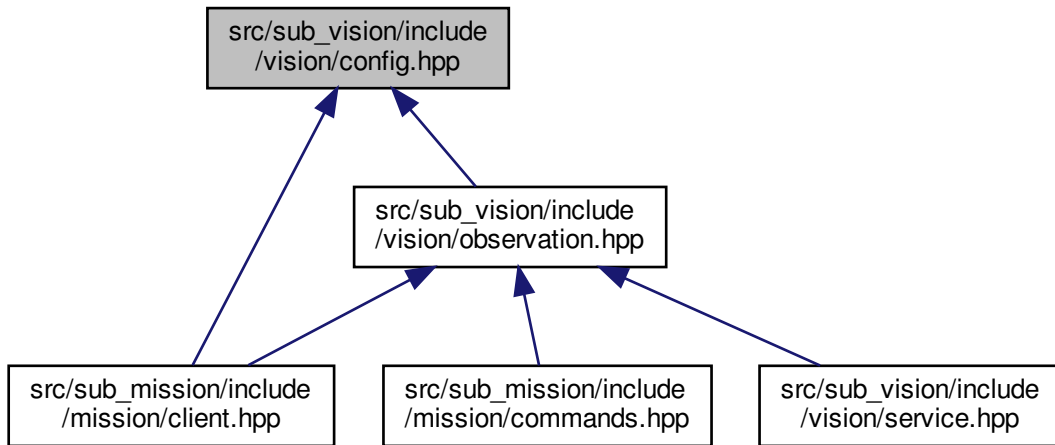 src/sub_vision/include
/vision/config.hpp
src/sub_vision/include
/vision/observation.hpp
src/sub_mission/include
/mission/client.hpp
src/sub_mission/include
/mission/commands.hpp
src/sub_vision/include
/vision/service.hpp